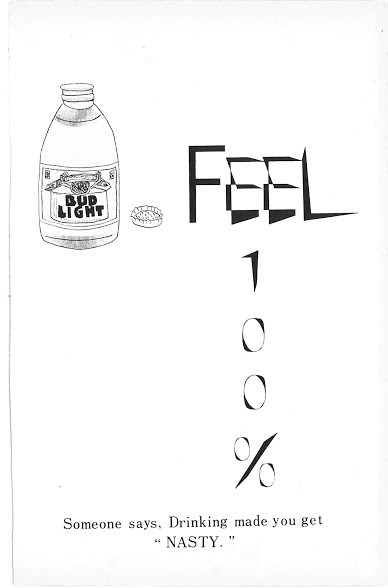 BUD
LIGHT
FEEL
1
0
0
%
Someone says, Drinking made you get
“ NASTY. ”